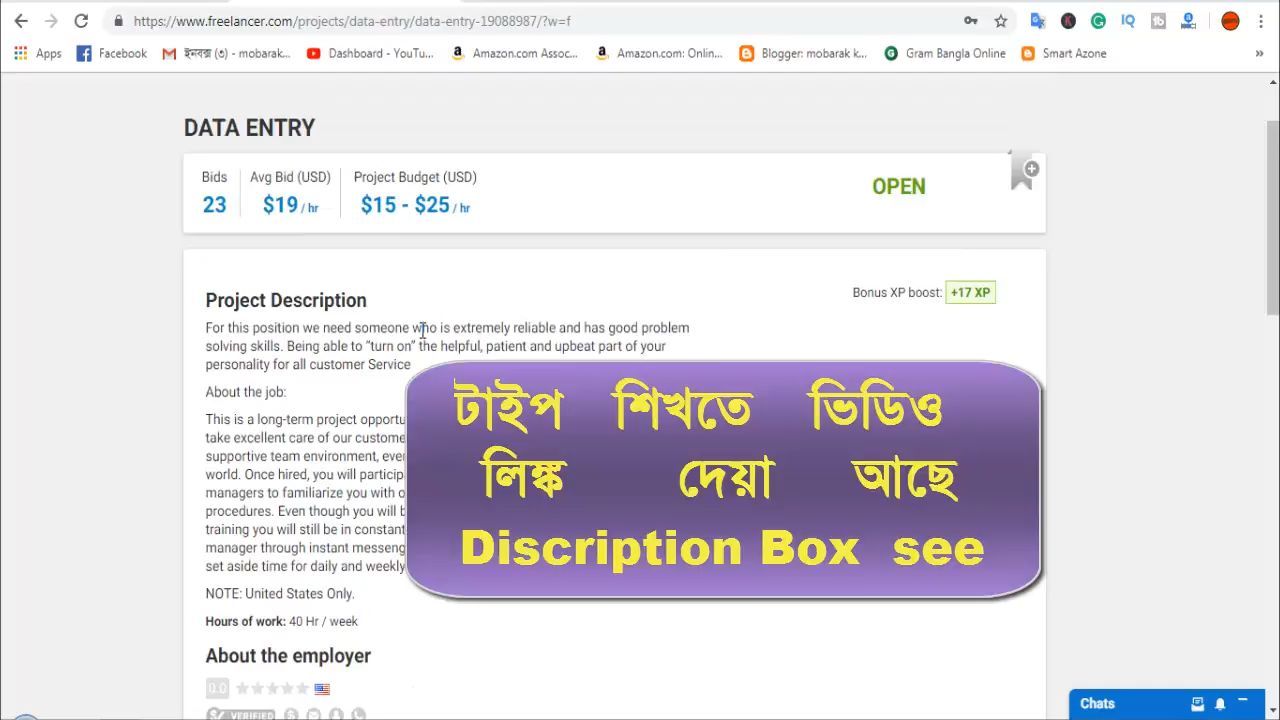 https://www.freelancer.com/projects/data-entry/data-entry-19088987/?w=f
Apps Facebook ইনবক্স (৩) - mobarak... Dashboard - YouTu... Amazon.com Assoc... Amazon.com: Onlin... Blogger: mobarak k... Gram Bangla Online Smart Azone »
DATA ENTRY
Bids Avg Bid (USD) Project Budget (USD)
23 $19 / hr $15 - $25 / hr
OPEN
Project Description
Bonus XP boost: +17 XP
For this position we need someone who is extremely reliable and has good problem
solving skills. Being able to “turn on” the helpful, patient and upbeat part of your
personality for all customer Service
About the job:
This is a long-term project opportu
take excellent care of our custome
supportive team environment, eve
world. Once hired, you will particip
managers to familiarize you with o
procedures. Even though you will b
training you will still be in constan
manager through instant messeng
set aside time for daily and weekly
টাইপ শিখতে ভিডিও
লিঙ্ক দেয়া আছে
Discription Box see
NOTE: United States Only.
Hours of work: 40 Hr / week
About the employer
0.0
VERIFIED
Chats